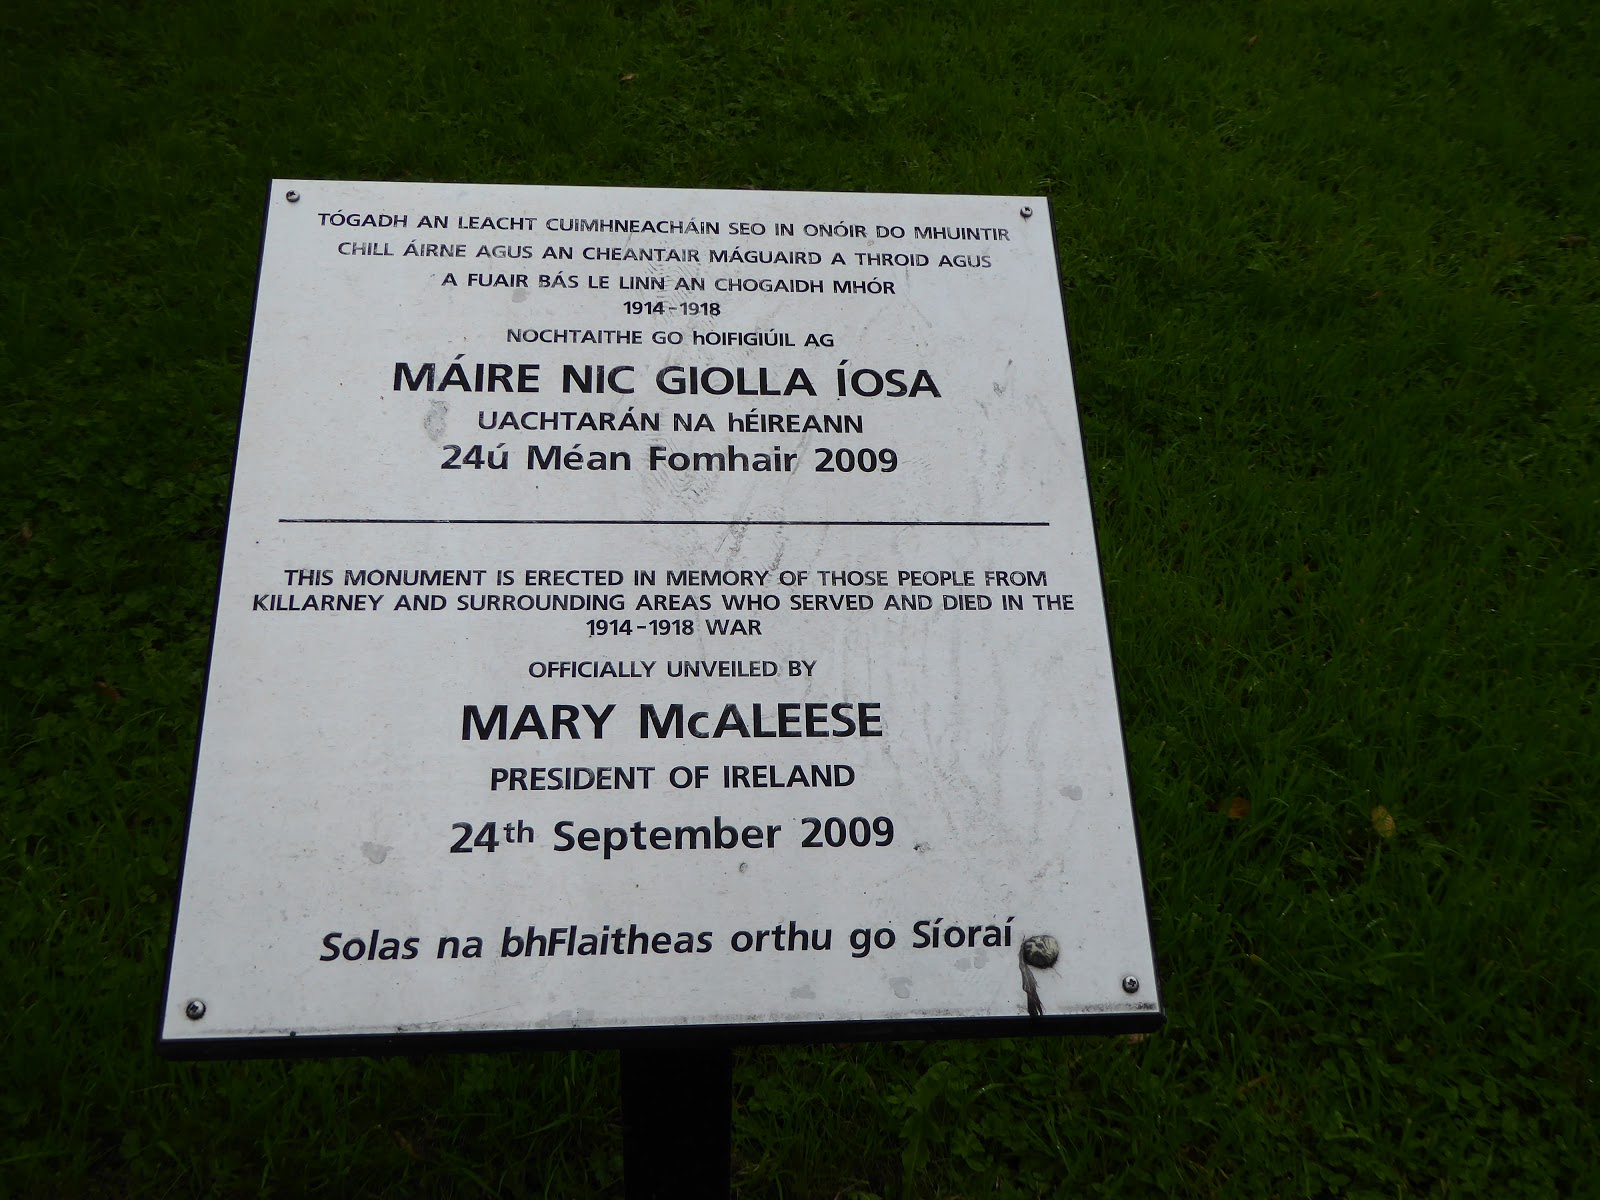 TÓGADH AN LEACHT CUIMHNEACHÁIN SEO IN ONÓIR DO MHUINTIR
CHILL ÁIRNE AGUS AN CHEANTAIR MÁGUAIRD A THROID AGUS
A FUAIR BÁS LE LINN AN CHOGAIDH MHÓR
1914-1918
NOCHTAITHE GO hOIFIGIÚIL AG
MÁIRE NIC GIOLLA ÍOSA
UACHTARÁN NA hÉIREANN
24ú Méan Fomhair 2009
THIS MONUMENT IS ERECTED IN MEMORY OF THOSE PEOPLE FROM
KILLARNEY AND SURROUNDING AREAS WHO SERVED AND DIED IN THE
1914-1918 WAR
OFFICIALLY UNVEILED BY
MARY McALEESE
PRESIDENT OF IRELAND
24th September 2009
Solas na bhFlaitheas orthu go Síoraí